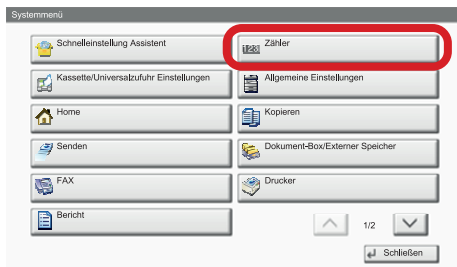 Systemmenü
Schnelleinstellung Assistent
123 Zähler
Kassette/Universalzufuhr Einstellungen
Allgemeine Einstellungen
Home
Kopieren
Senden
Dokument-Box/Externer Speicher
FAX
Drucker
Bericht
1/2
Schließen